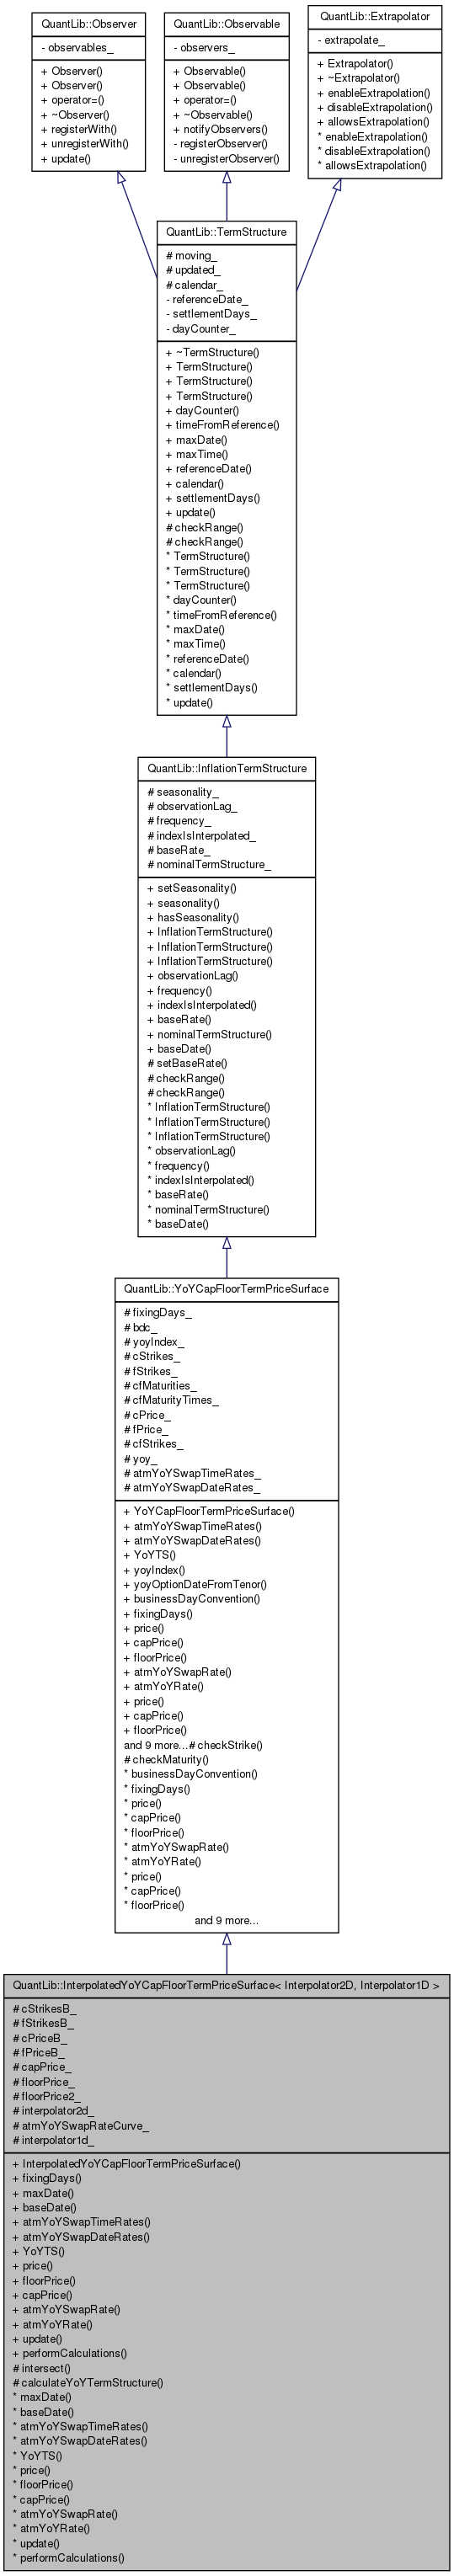 QuantLib::Observer
- observables_
+ Observer()
+ Observer()
+ operator=()
+ ~Observer()
+ registerWith()
+ unregisterWith()
+ update()
QuantLib::Observable
- observers_
+ Observable()
+ Observable()
+ operator=()
+ ~Observable()
+ notifyObservers()
- registerObserver()
- unregisterObserver()
QuantLib::Extrapolator
- extrapolate_
+ Extrapolator()
+ ~Extrapolator()
+ enableExtrapolation()
+ disableExtrapolation()
+ allowsExtrapolation()
* enableExtrapolation()
* disableExtrapolation()
* allowsExtrapolation()
QuantLib::TermStructure
# moving_
# updated_
# calendar_
- referenceDate_
- settlementDays_
- dayCounter_
+ ~TermStructure()
+ TermStructure()
+ TermStructure()
+ TermStructure()
+ dayCounter()
+ timeFromReference()
+ maxDate()
+ maxTime()
+ referenceDate()
+ calendar()
+ settlementDays()
+ update()
# checkRange()
# checkRange()
* TermStructure()
* TermStructure()
* TermStructure()
* dayCounter()
* timeFromReference()
* maxDate()
* maxTime()
* referenceDate()
* calendar()
* settlementDays()
* update()
QuantLib::InflationTermStructure
# seasonality_
# observationLag_
# frequency_
# indexIsInterpolated_
# baseRate_
# nominalTermStructure_
+ setSeasonality()
+ seasonality()
+ hasSeasonality()
+ InflationTermStructure()
+ InflationTermStructure()
+ InflationTermStructure()
+ observationLag()
+ frequency()
+ indexIsInterpolated()
+ baseRate()
+ nominalTermStructure()
+ baseDate()
# setBaseRate()
# checkRange()
# checkRange()
* InflationTermStructure()
* InflationTermStructure()
* InflationTermStructure()
* observationLag()
* frequency()
* indexIsInterpolated()
* baseRate()
* nominalTermStructure()
* baseDate()
QuantLib::YoYCapFloorTermPriceSurface
# fixingDays_
# bdc_
# yoyIndex_
# cStrikes_
# fStrikes_
# cfMaturities_
# cfMaturityTimes_
# cPrice_
# fPrice_
# cfStrikes_
# yoy_
# atmYoYSwapTimeRates_
# atmYoYSwapDateRates_
+ YoYCapFloorTermPriceSurface()
+ atmYoYSwapTimeRates()
+ atmYoYSwapDateRates()
+ YoYTS()
+ yoyIndex()
+ yoyOptionDateFromTenor()
+ businessDayConvention()
+ fixingDays()
+ price()
+ capPrice()
+ floorPrice()
+ atmYoYSwapRate()
+ atmYoYRate()
+ price()
+ capPrice()
+ floorPrice()
and 9 more...# checkStrike()
# checkMaturity()
* businessDayConvention()
* fixingDays()
* price()
* capPrice()
* floorPrice()
* atmYoYSwapRate()
* atmYoYRate()
* price()
* capPrice()
* floorPrice()
and 9 more...
QuantLib::InterpolatedYoYCapFloorTermPriceSurface< Interpolator2D, Interpolator1D >
# cStrikesB_
# fStrikesB_
# cPriceB_
# fPriceB_
# capPrice_
# floorPrice_
# floorPrice2_
# interpolator2d_
# atmYoYSwapRateCurve_
# interpolator1d_
+ InterpolatedYoYCapFloorTermPriceSurface()
+ fixingDays()
+ maxDate()
+ baseDate()
+ atmYoYSwapTimeRates()
+ atmYoYSwapDateRates()
+ YoYTS()
+ price()
+ floorPrice()
+ capPrice()
+ atmYoYSwapRate()
+ atmYoYRate()
+ update()
+ performCalculations()
# intersect()
# calculateYoYTermStructure()
* maxDate()
* baseDate()
* atmYoYSwapTimeRates()
* atmYoYSwapDateRates()
* YoYTS()
* price()
* floorPrice()
* capPrice()
* atmYoYSwapRate()
* atmYoYRate()
* update()
* performCalculations()